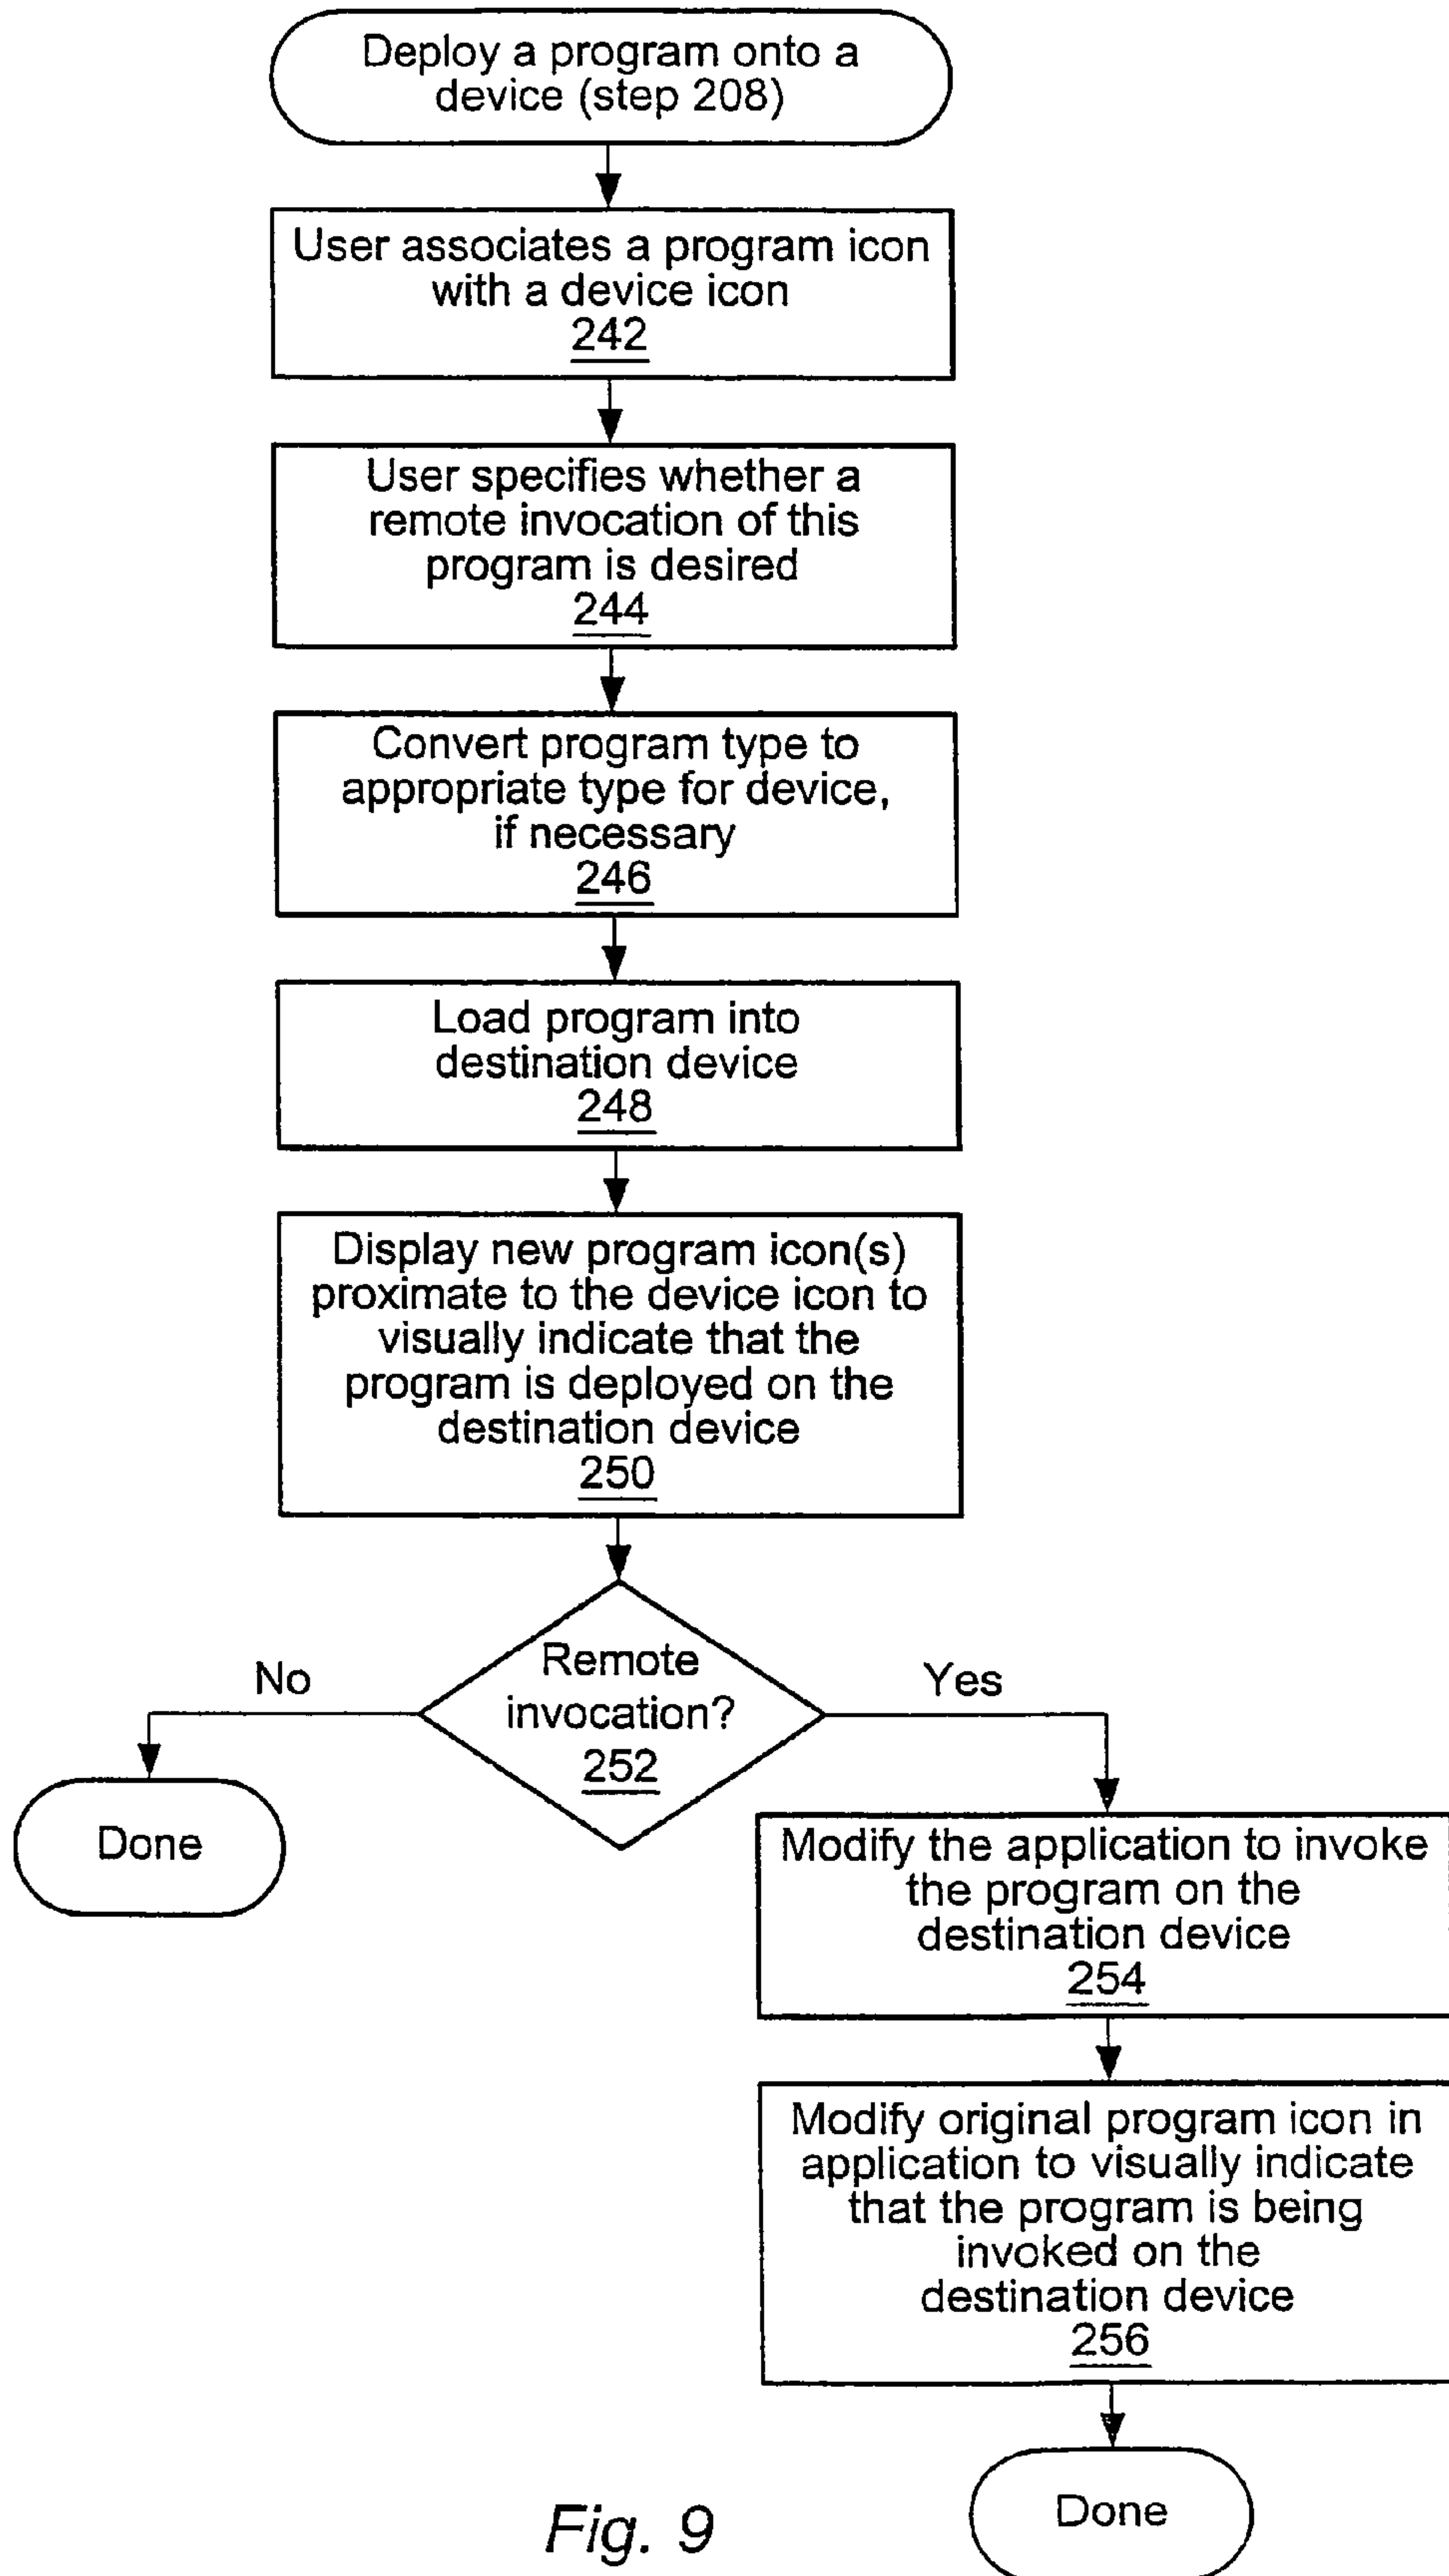 Deploy a program onto a
device (step 208)
User associates a program icon
with a device icon
242
User specifies whether a
remote invocation of this
program is desired
244
Convert program type to
appropriate type for device,
if necessary
246
Load program into
destination device
248
Display new program icon(s)
proximate to the device icon to
visually indicate that the
program is deployed on the
destination device
250
Remote
invocation?
252
No
Yes
Done
Modify the application to invoke
the program on the
destination device
254
Modify original program icon in
application to visually indicate
that the program is being
invoked on the
destination device
256
Done
Fig. 9